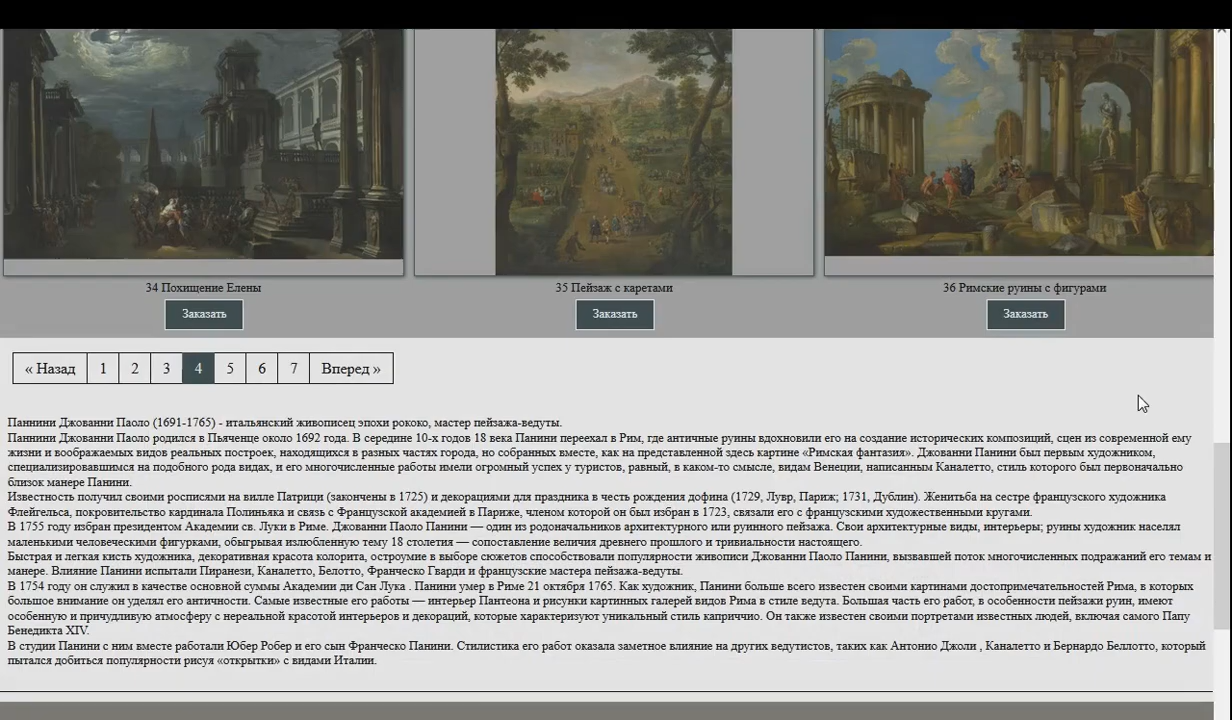 34 Похищение Елены
35 Пейзаж с каретами
36 Римские руины с фигурами
Заказать
Заказать
Заказать
« Назад 1 2 3 4 5 6 7 Вперед »
Паннини Джованни Паоло (1691-1765) - итальянский живописец эпохи рококо, мастер пейзажа-ведуты.
Паннини Джованни Паоло родился в Пьяченце около 1692 года. В середине 10-х годов 18 века Панини переехал в Рим, где античные руины вдохновили его на создание исторических композиций, сцен из современной ему
жизни и воображаемых видов реальных построек, находящихся в разных частях города, но собранных вместе, как на представленной здесь картине «Римская фантазия». Джованни Панини был первым художником,
специализировавшимся на подобного рода видах, и его многочисленные работы имели огромный успех у туристов, равный, в каком-то смысле, видам Венеции, написанным Каналетто, стиль которого был первоначально
близок манере Панини.
Известность получил своими росписями на вилле Патрици (закончены в 1725) и декорациями для праздника в честь рождения дофина (1729, Лувр, Париж; 1731, Дублин). Женитьба на сестре французского художника
Флейгельса, покровительство кардинала Полиньяка и связь с Французской академией в Париже, членом которой он был избран в 1723, связали его с французскими художественными кругами.
В 1755 году избран президентом Академии св. Луки в Риме. Джованни Паоло Панини — один из родоначальников архитектурного или руинного пейзажа. Свои архитектурные виды, интерьеры; руины художник населял
маленькими человеческими фигурками, обыгрывая излюбленную тему 18 столетия — сопоставление величия древнего прошлого и тривиальности настоящего.
Быстрая и легкая кисть художника, декоративная красота колорита, остроумие в выборе сюжетов способствовали популярности живописи Джованни Паоло Панини, вызвавшей поток многочисленных подражаний его темам и
манере. Влияние Панини испытали Пиранези, Каналетто, Белотто, Франческо Гварди и французские мастера пейзажа-ведуты.
В 1754 году он служил в качестве основной суммы Академии ди Сан Лука . Панини умер в Риме 21 октября 1765. Как художник, Панини больше всего известен своими картинами достопримечательностей Рима, в которых
большое внимание он уделял его античности. Самые известные его работы — интерьер Пантеона и рисунки картинных галерей видов Рима в стиле ведута. Большая часть его работ, в особенности пейзажи руин, имеют
особенную и причудливую атмосферу с нереальной красотой интерьеров и декораций, которые характеризуют уникальный стиль каприччио. Он также известен своими портретами известных людей, включая самого Папу
Бенедикта XIV.
В студии Панини с ним вместе работали Юбер Робер и его сын Франческо Панини. Стилистика его работ оказала заметное влияние на других ведутистов, таких как Антонио Джоли , Каналетто и Бернардо Беллотто, который
пытался добиться популярности рисуя «открытки» с видами Италии.